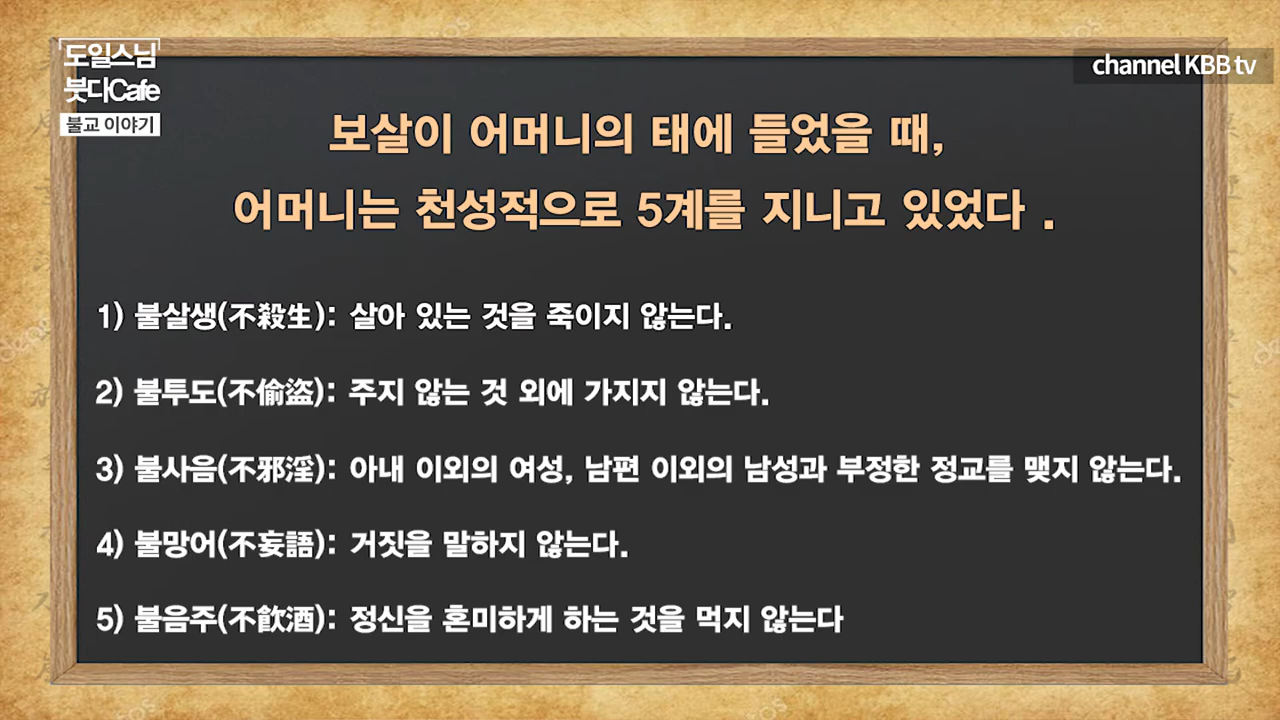 도일스님
붓다Cafe
불교 이야기
channel KBB tv
보살이 어머니의 태에 들었을 때,
어머니는 천성적으로 5계를 지니고 있었다 .
1) 불살생(不殺生): 살아 있는 것을 죽이지 않는다.
2) 불투도(不偷盜): 주지 않는 것 외에 가지지 않는다.
3) 불사음(不邪淫): 아내 이외의 여성, 남편 이외의 남성과 부정한 정교를 맺지 않는다.
4) 불망어(不妄語): 거짓을 말하지 않는다.
5) 불음주(不飮酒): 정신을 혼미하게 하는 것을 먹지 않는다